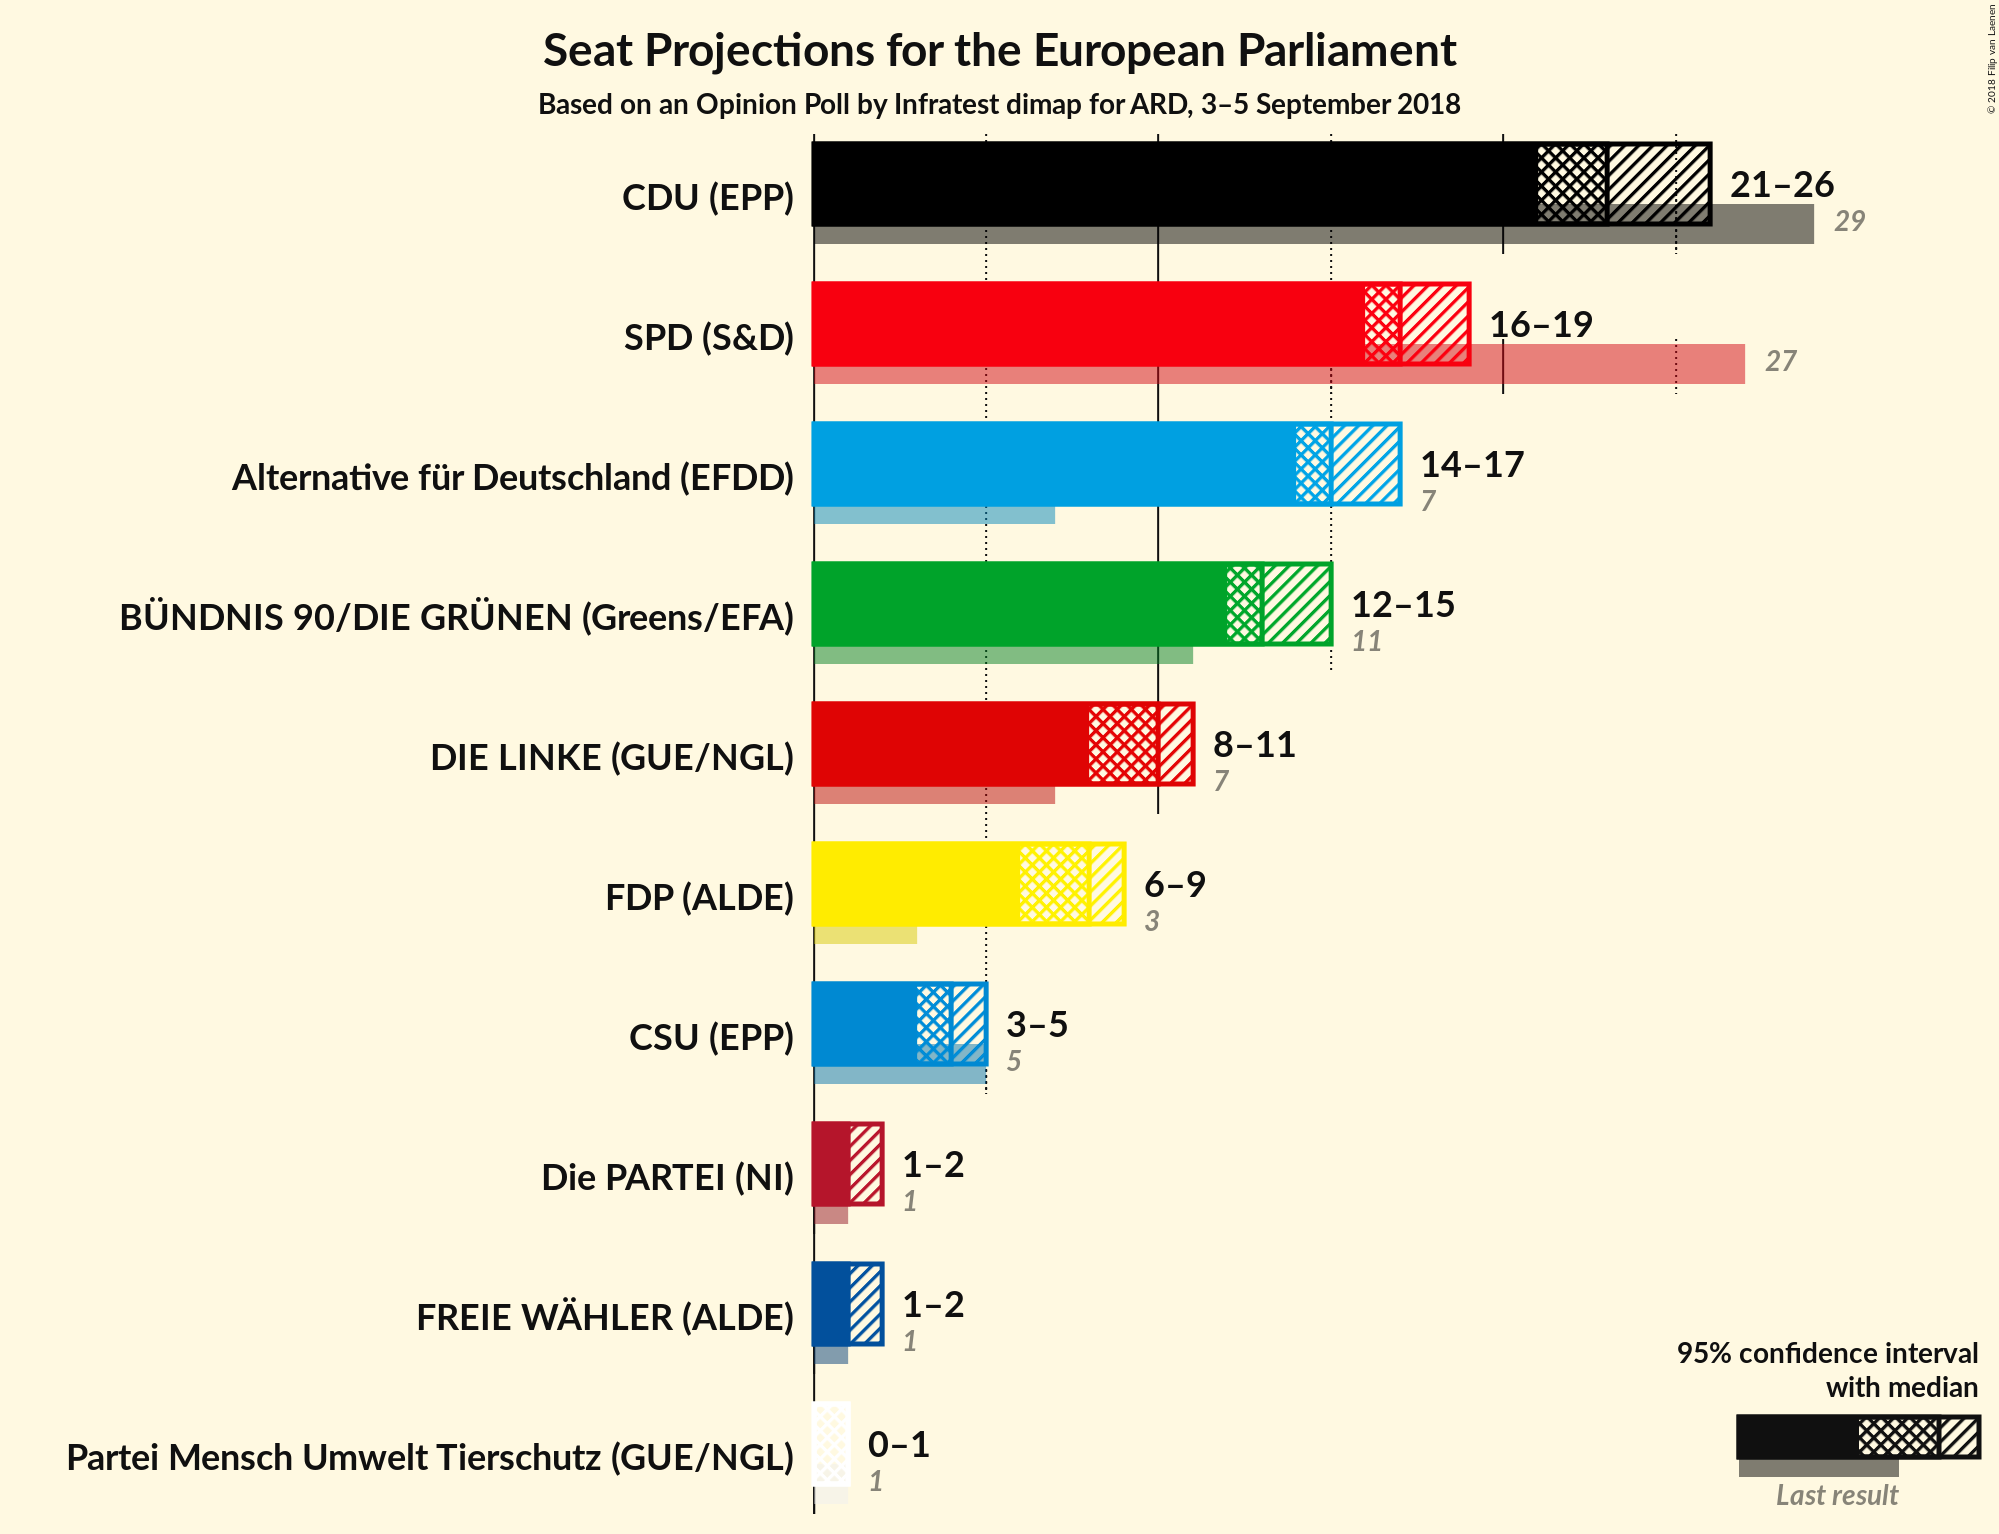 Seat Projections for the European Parliament
Based on an Opinion Poll by Infratest dimap for ARD, 3–5 September 2018
© 2018 Filip van Laenen
CDU (EPP)
21–26
29
SPD (S&D)
16–19
27
Alternative für Deutschland (EFDD)
14–17
7
BÜNDNIS 90/DIE GRÜNEN (Greens/EFA)
12–15
11
DIE LINKE (GUE/NGL)
8–11
7
FDP (ALDE)
6–9
3
CSU (EPP)
3–5
5
Die PARTEI (NI)
1–2
1
FREIE WÄHLER (ALDE)
1–2
1
Partei Mensch Umwelt Tierschutz (GUE/NGL)
0–1
1
95% confidence interval
with median
Last result